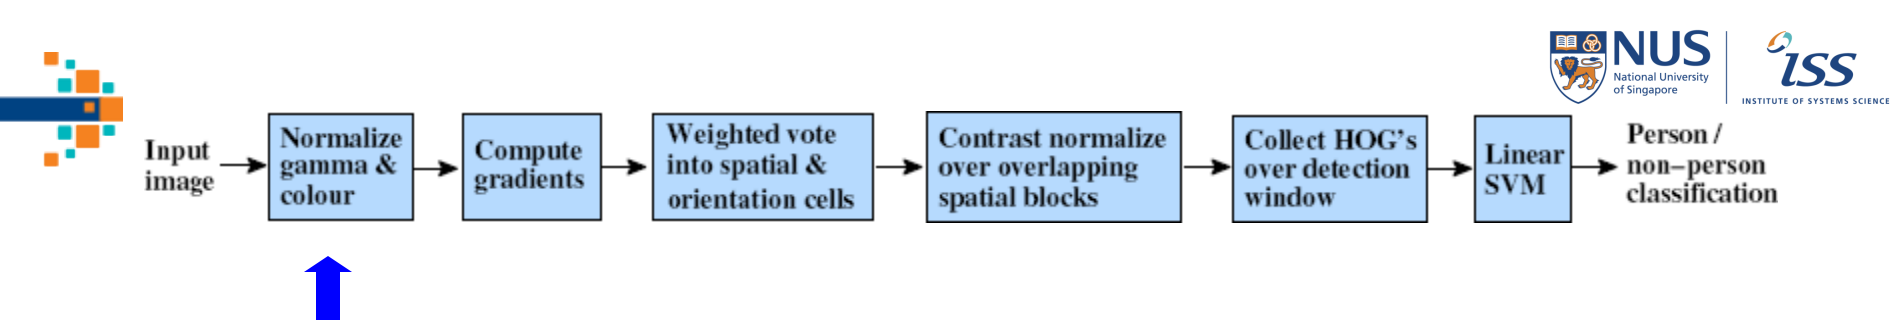 NUS
National University
of Singapore
iss
INSTITUTE OF SYSTEMS SCIENCE
Input
image
Normalize
gamma &
colour
Compute
gradients
Weighted vote
into spatial &
orientation cells
Contrast normalize
over overlapping
spatial blocks
Collect HOG's
over detection
window
Linear
SVM
Person /
non–person
classification